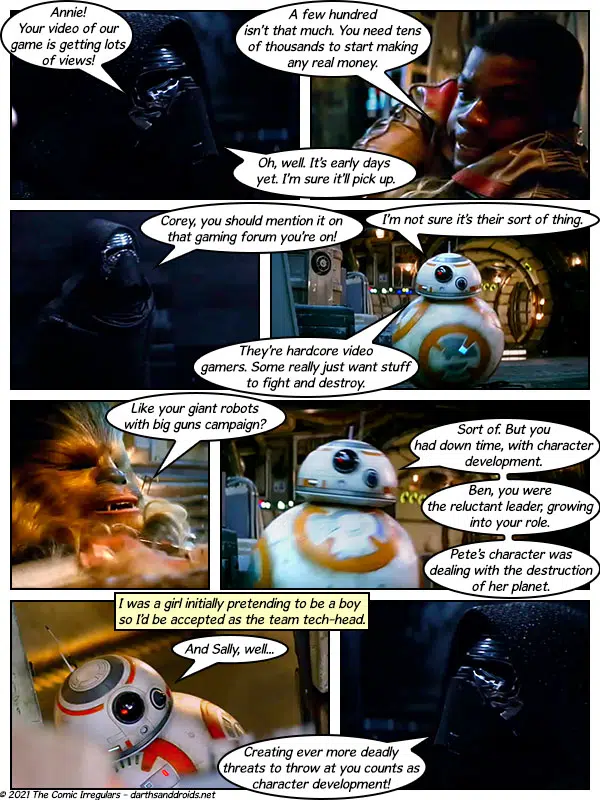 Annie!
Your video of our
game is getting lots
of views!
A few hundred
isn't that much. You need tens
of thousands to start making
any real money.
Oh, well. It's early days
yet. I'm sure it'll pick up.
Corey, you should mention it on
that gaming forum you're on!
I'm not sure it's their sort of thing.
They're hardcore video
gamers. Some really just want stuff
to fight and destroy.
Like your giant robots
with big guns campaign?
Sort of. But you
had down time, with character
development.
Ben, you were
the reluctant leader, growing
into your role.
Pete's character was
dealing with the destruction
of her planet.
I was a girl initially pretending to be a boy
so I'd be accepted as the team tech-head.
And Sally, well...
Creating ever more deadly
threats to throw at you counts as
character development!
© 2021 The Comic Irregulars – darthsanddroids.net